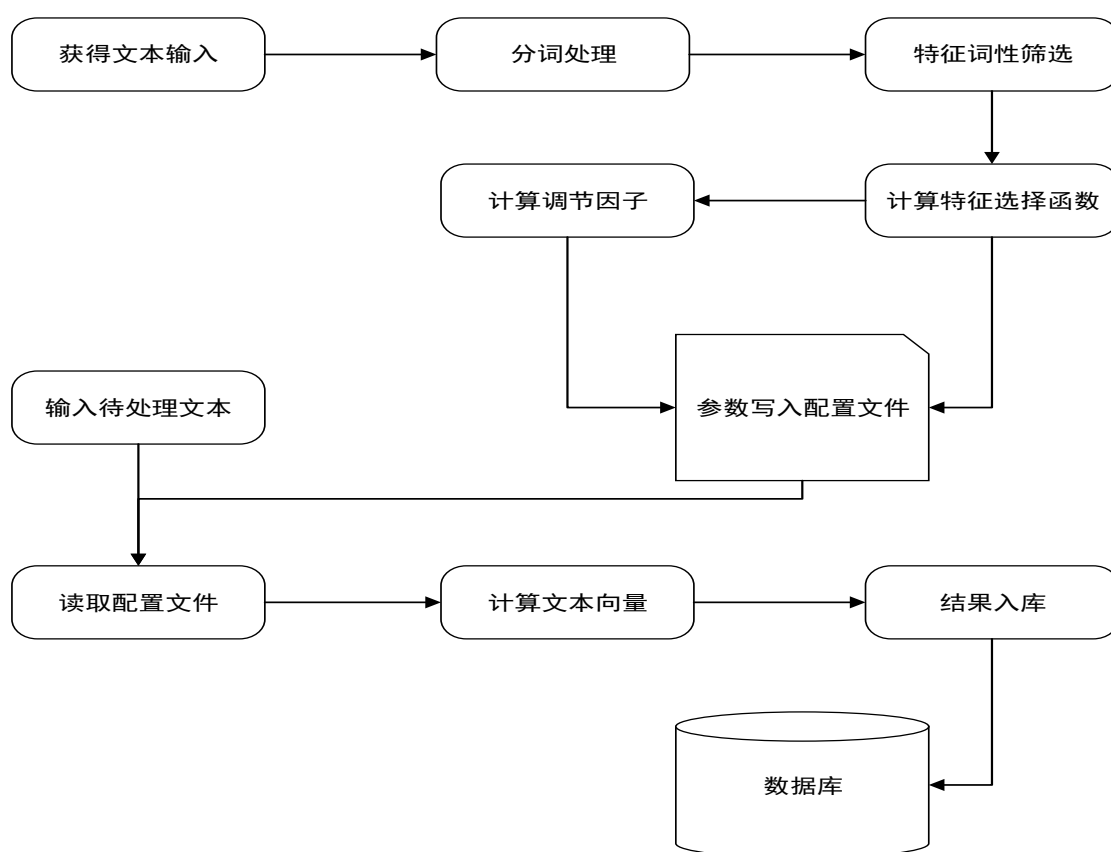 获得文本输入
分词处理
特征词性筛选
计算调节因子
计算特征选择函数
输入待处理文本
参数写入配置文件
读取配置文件
计算文本向量
结果入库
数据库